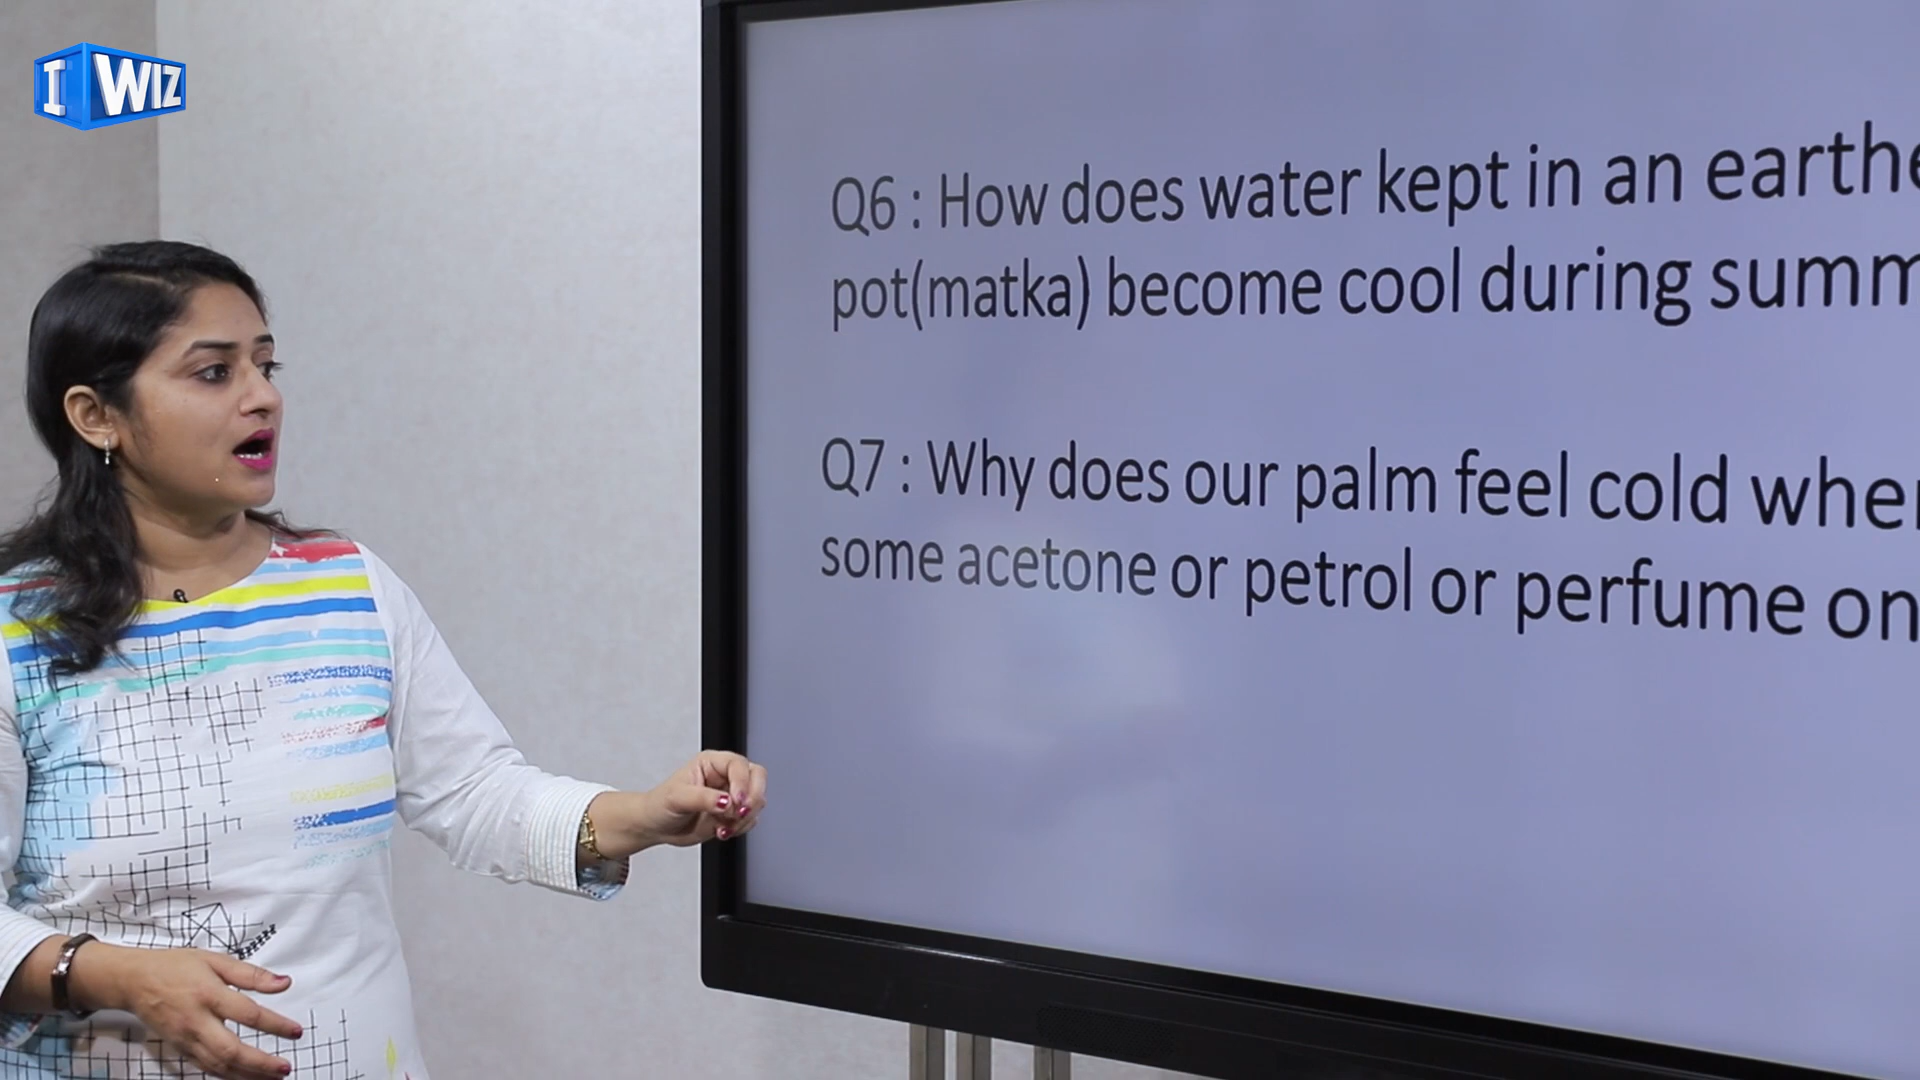 I WIZ
Q6 : How does water kept in an earthe
pot(matka) become cool during summ
Q7 : Why does our palm feel cold when
some acetone or petrol or perfume on